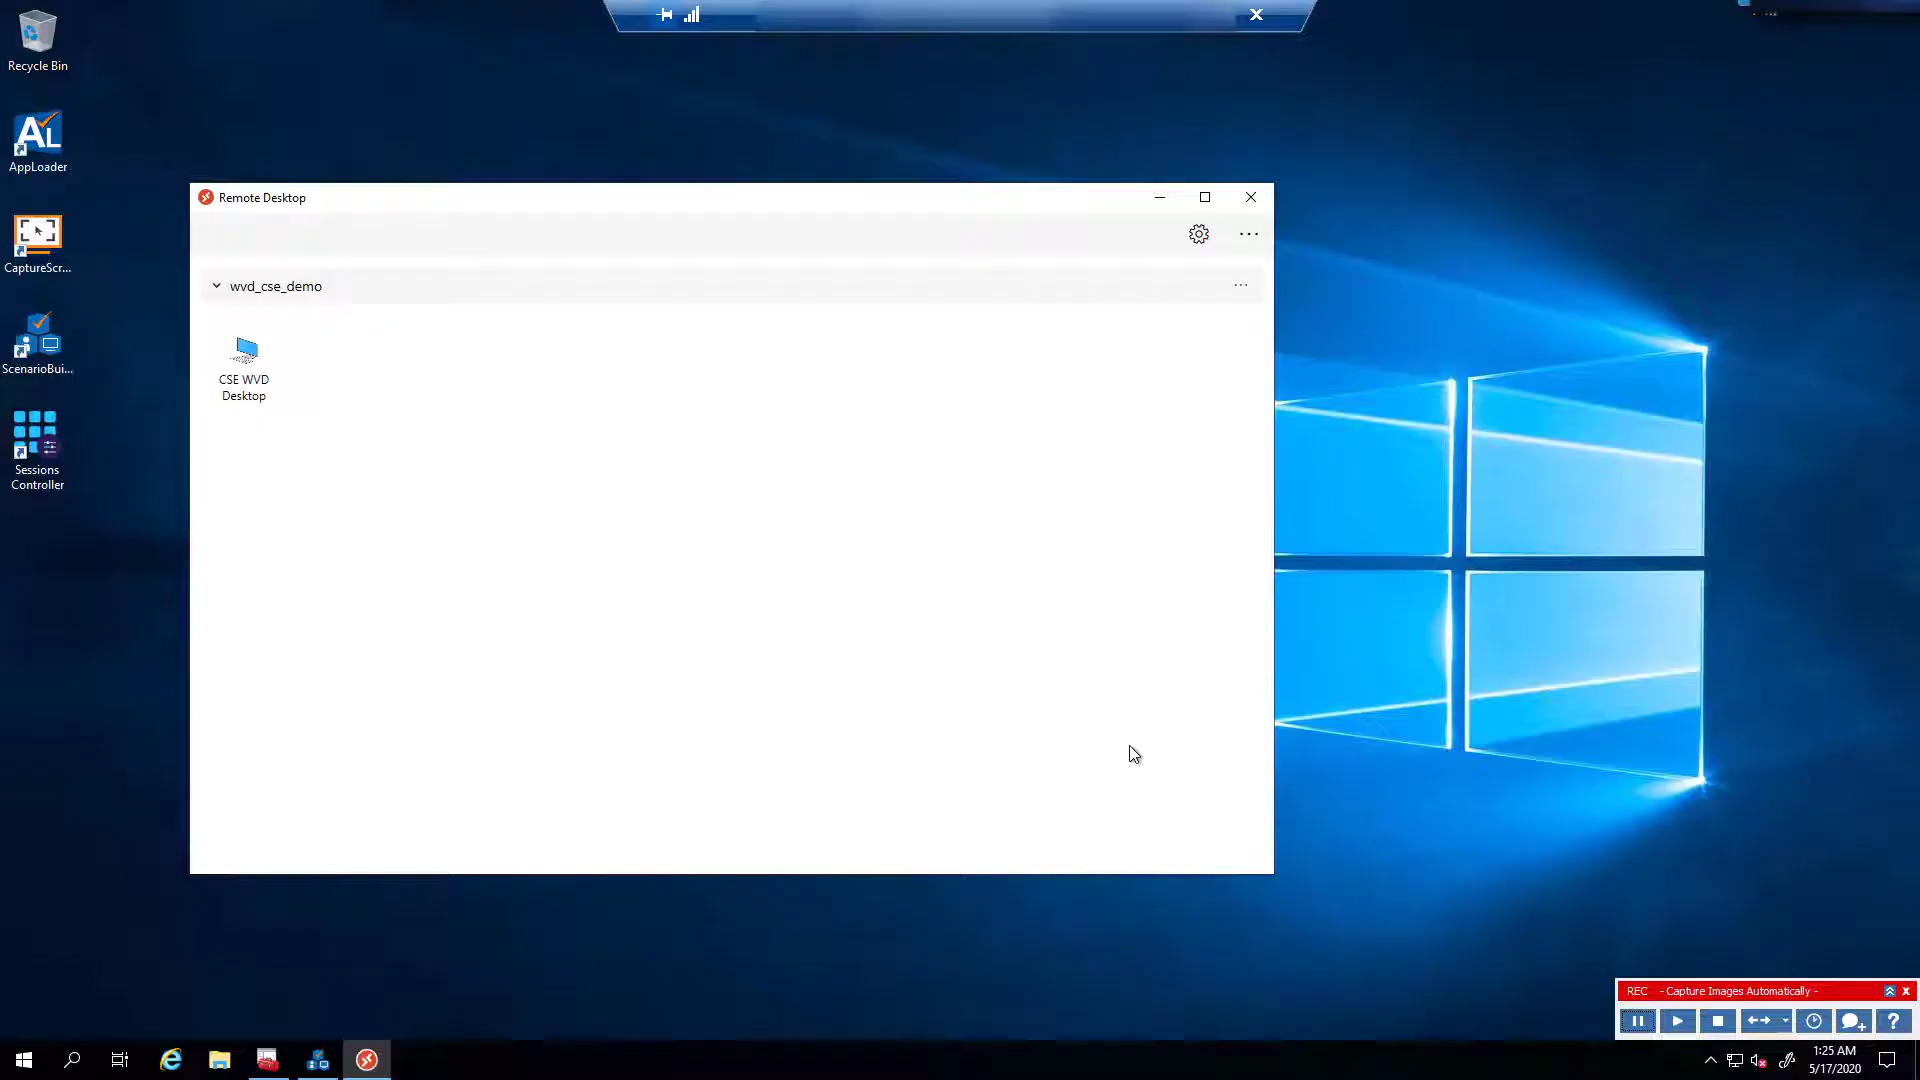 Recycle Bin
AppLoader
CaptureScr...
ScenarioBui...
Sessions
Controller
Remote Desktop
wvd_cse_demo
CSE WVD
Desktop
REC - Capture Images Automatically -
1:25 AM
5/17/2020